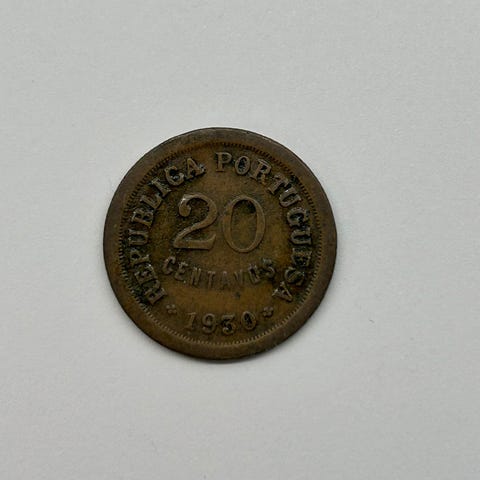 REPUBLICA PORTUGUESA
20
CENTAVOS
1930